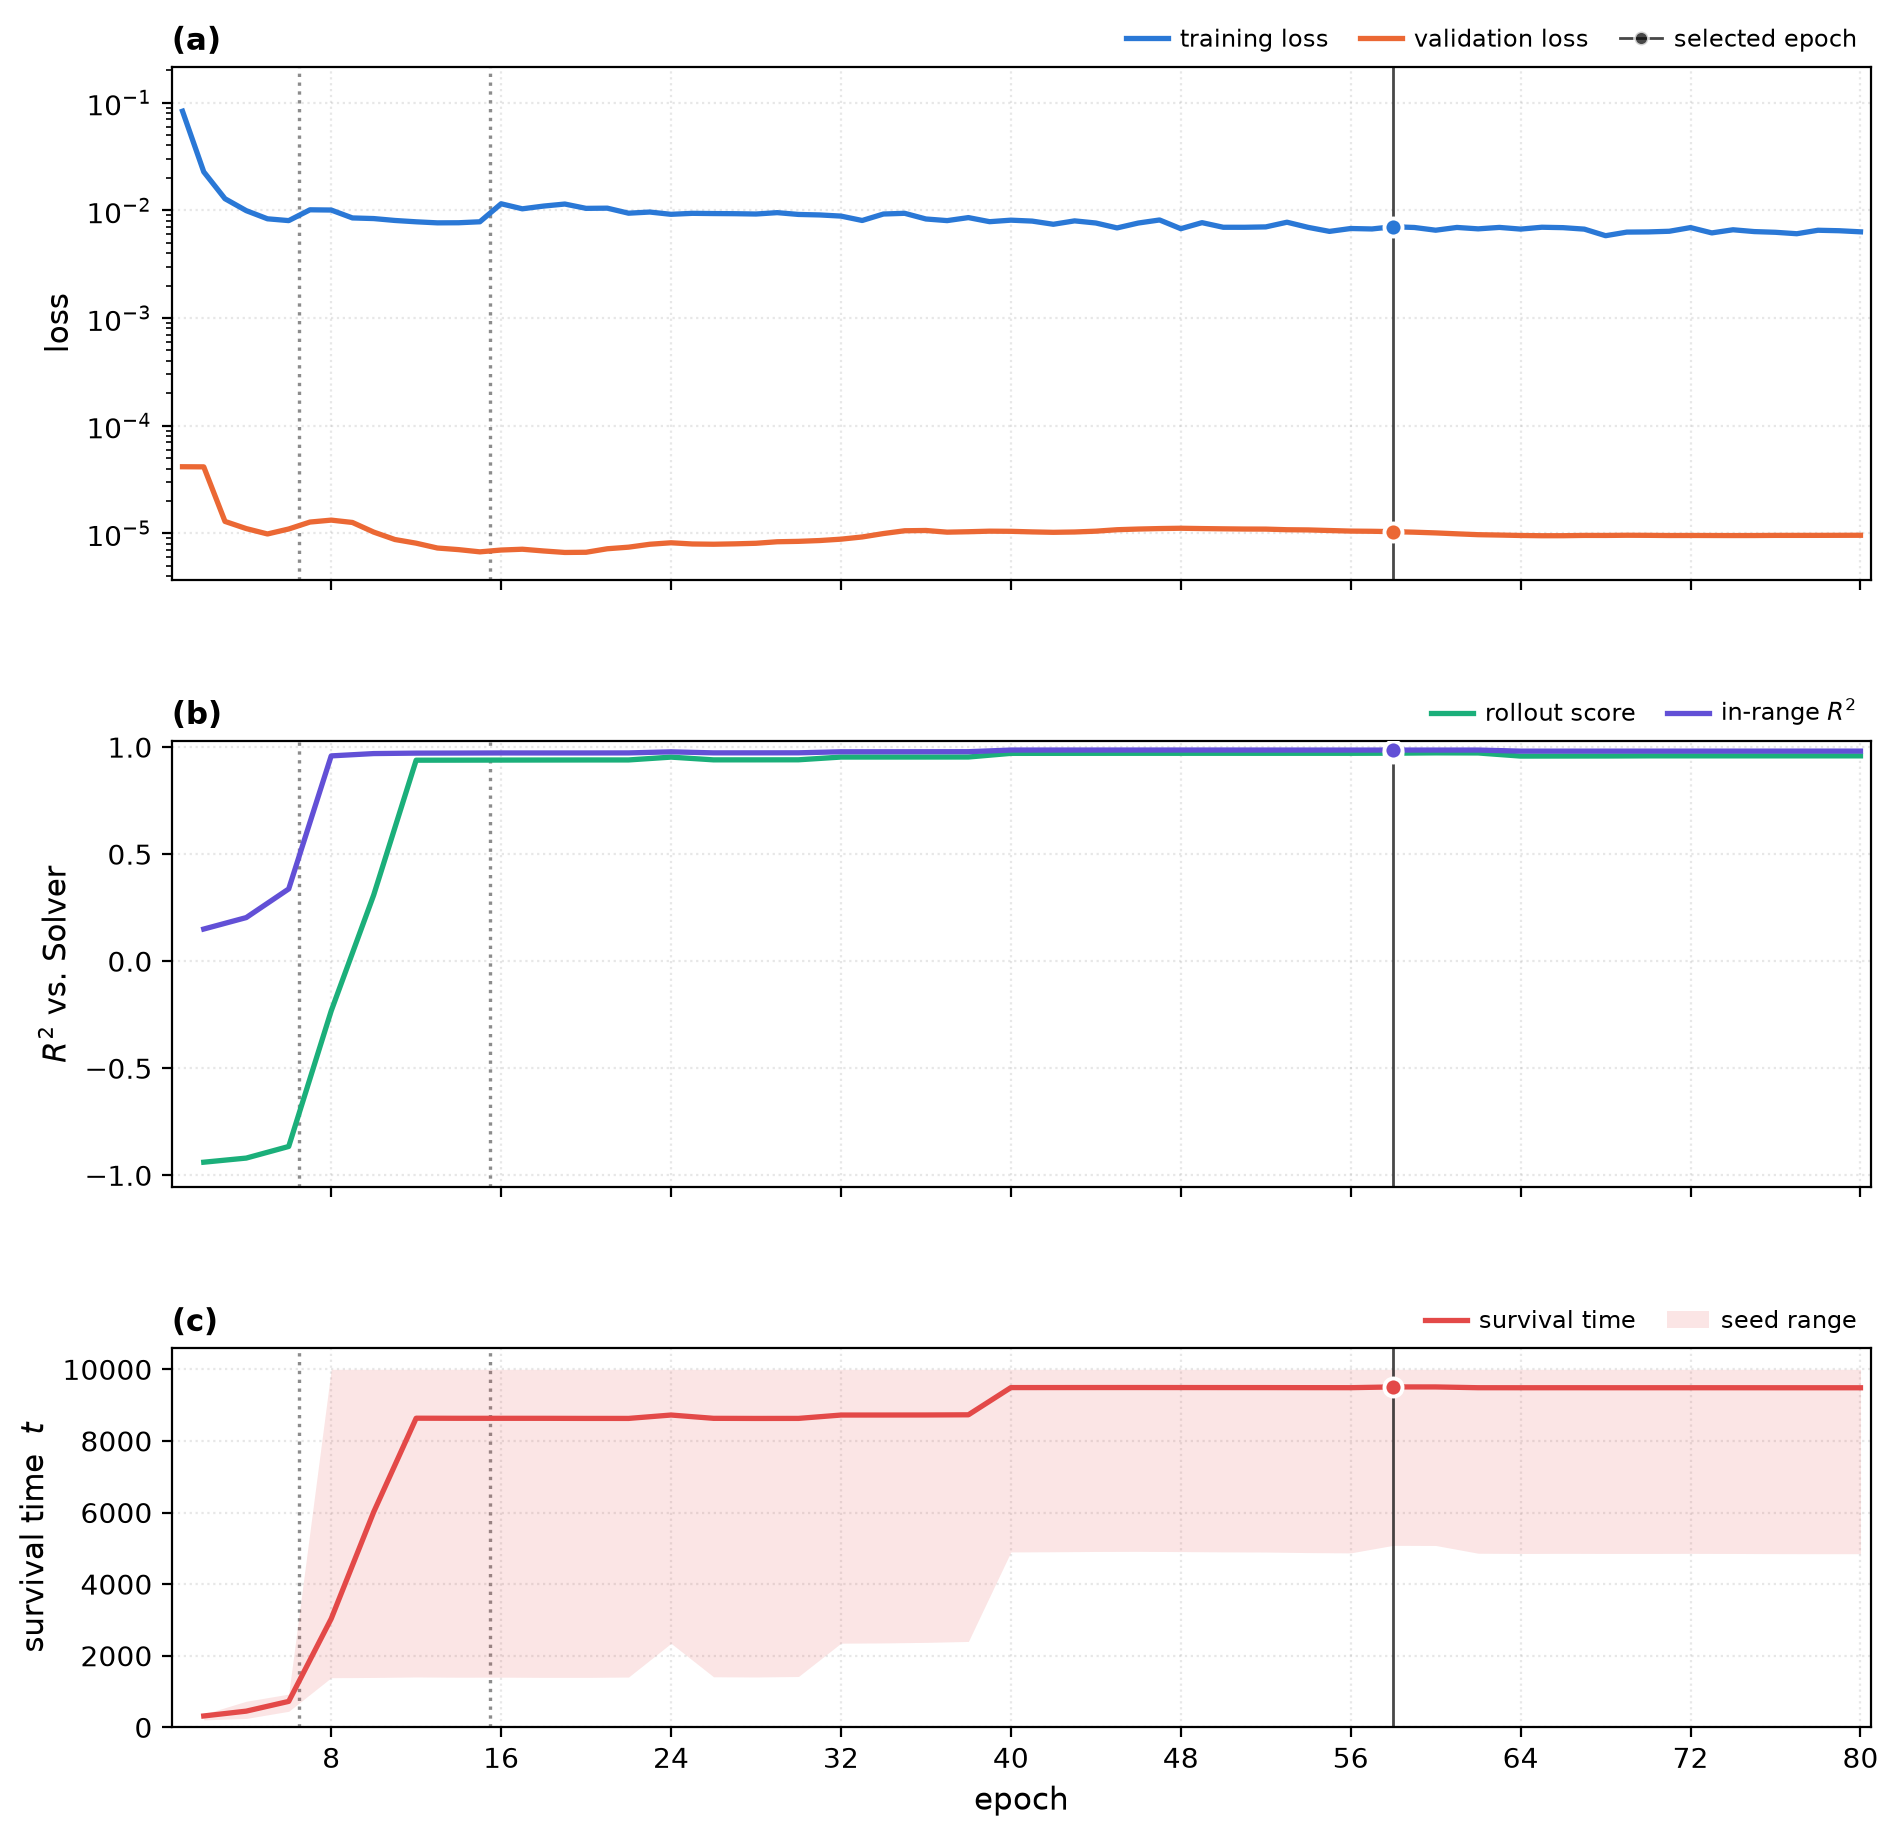 (a)
training loss validation loss selected epoch
10⁻¹
10⁻²
10⁻³
10⁻⁴
10⁻⁵
loss
(b)
rollout score in-range R²
1.0
0.5
0.0
−0.5
−1.0
R² vs. Solver
(c)
survival time seed range
10000
8000
6000
4000
2000
0
survival time t
8 16 24 32 40 48 56 64 72 80
epoch